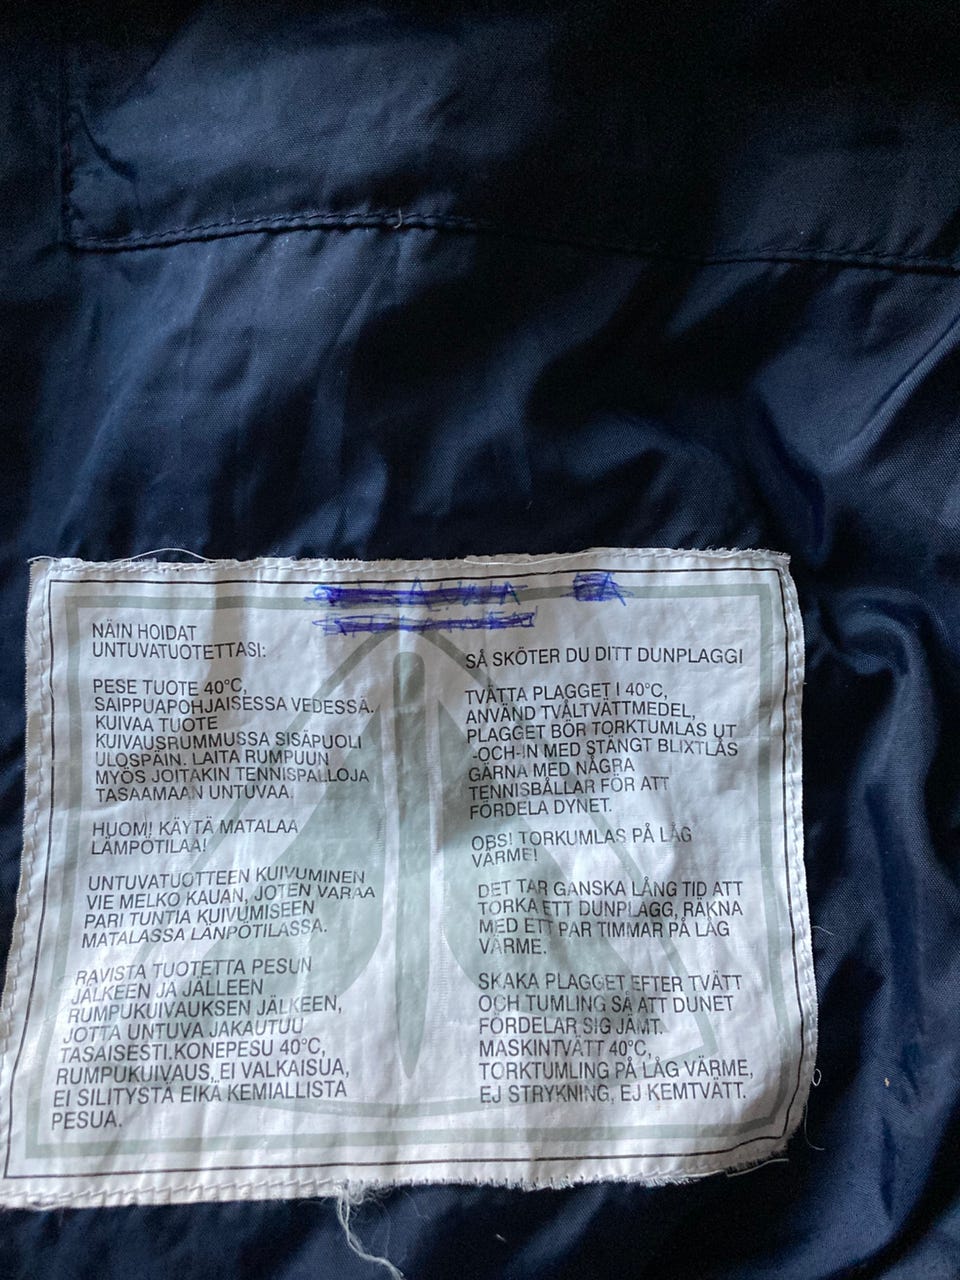 NÄIN HOIDAT
UNTUVATUOTETTASI:
PESE TUOTE 40°C,
SAIPPUAPOHJAISESSA VEDESSÄ.
KUIVAA TUOTE
KUIVAUSRUMMUSSA SISÄPUOLI
ULOSPÄIN. LAITA RUMPUUN
MYÖS JOITAKIN TENNISPALLOJA
TASAAMAAN UNTUVAA.
HUOM! KÄYTÄ MATALAA
LÄMPÖTILAA!
UNTUVATUOTTEEN KUIVUMINEN
VIE MELKO KAUAN, JOTEN VARAA
PARI TUNTIA KUIVUMISEEN
MATALASSA LÄNPÖTILASSA.
RAVISTA TUOTETTA PESUN
JÄLKEEN JA JÄLLEEN
RUMPUKUIVAUKSEN JÄLKEEN,
JOTTA UNTUVA JAKAUTUU
TASAISESTI.KONEPESU 40°C,
RUMPUKUIVAUS, EI VALKAISUA,
EI SILITYSTÄ EIKÄ KEMIALLISTA
PESUA.
SÅ SKÖTER DU DITT DUNPLAGGI
TVÄTTA PLAGGET I 40°C,
ANVÄND TVÅLTVÄTTMEDEL,
PLAGGET BÖR TORKTUMLAS UT
-OCH-IN MED STÄNGT BLIXTLÅS
GÄRNA MED NÅGRA
TENNISBÅLLAR FÖR ATT
FÖRDELA DYNET.
OBS! TORKUMLAS PÅ LÅG
VÄRME!
DET TAR GANSKA LÅNG TID ATT
TORKA ETT DUNPLAGG, RÄKNA
MED ETT PAR TIMMAR PÅ LÅG
VÄRME.
SKAKA PLAGGET EFTER TVÄTT
OCH TUMLING SÅ ATT DUNET
FÖRDELAR SIG JÄMT.
MASKINTVÄTT 40°C,
TORKTUMLING PÅ LÅG VÄRME,
EJ STRYKNING, EJ KEMTVÄTT.